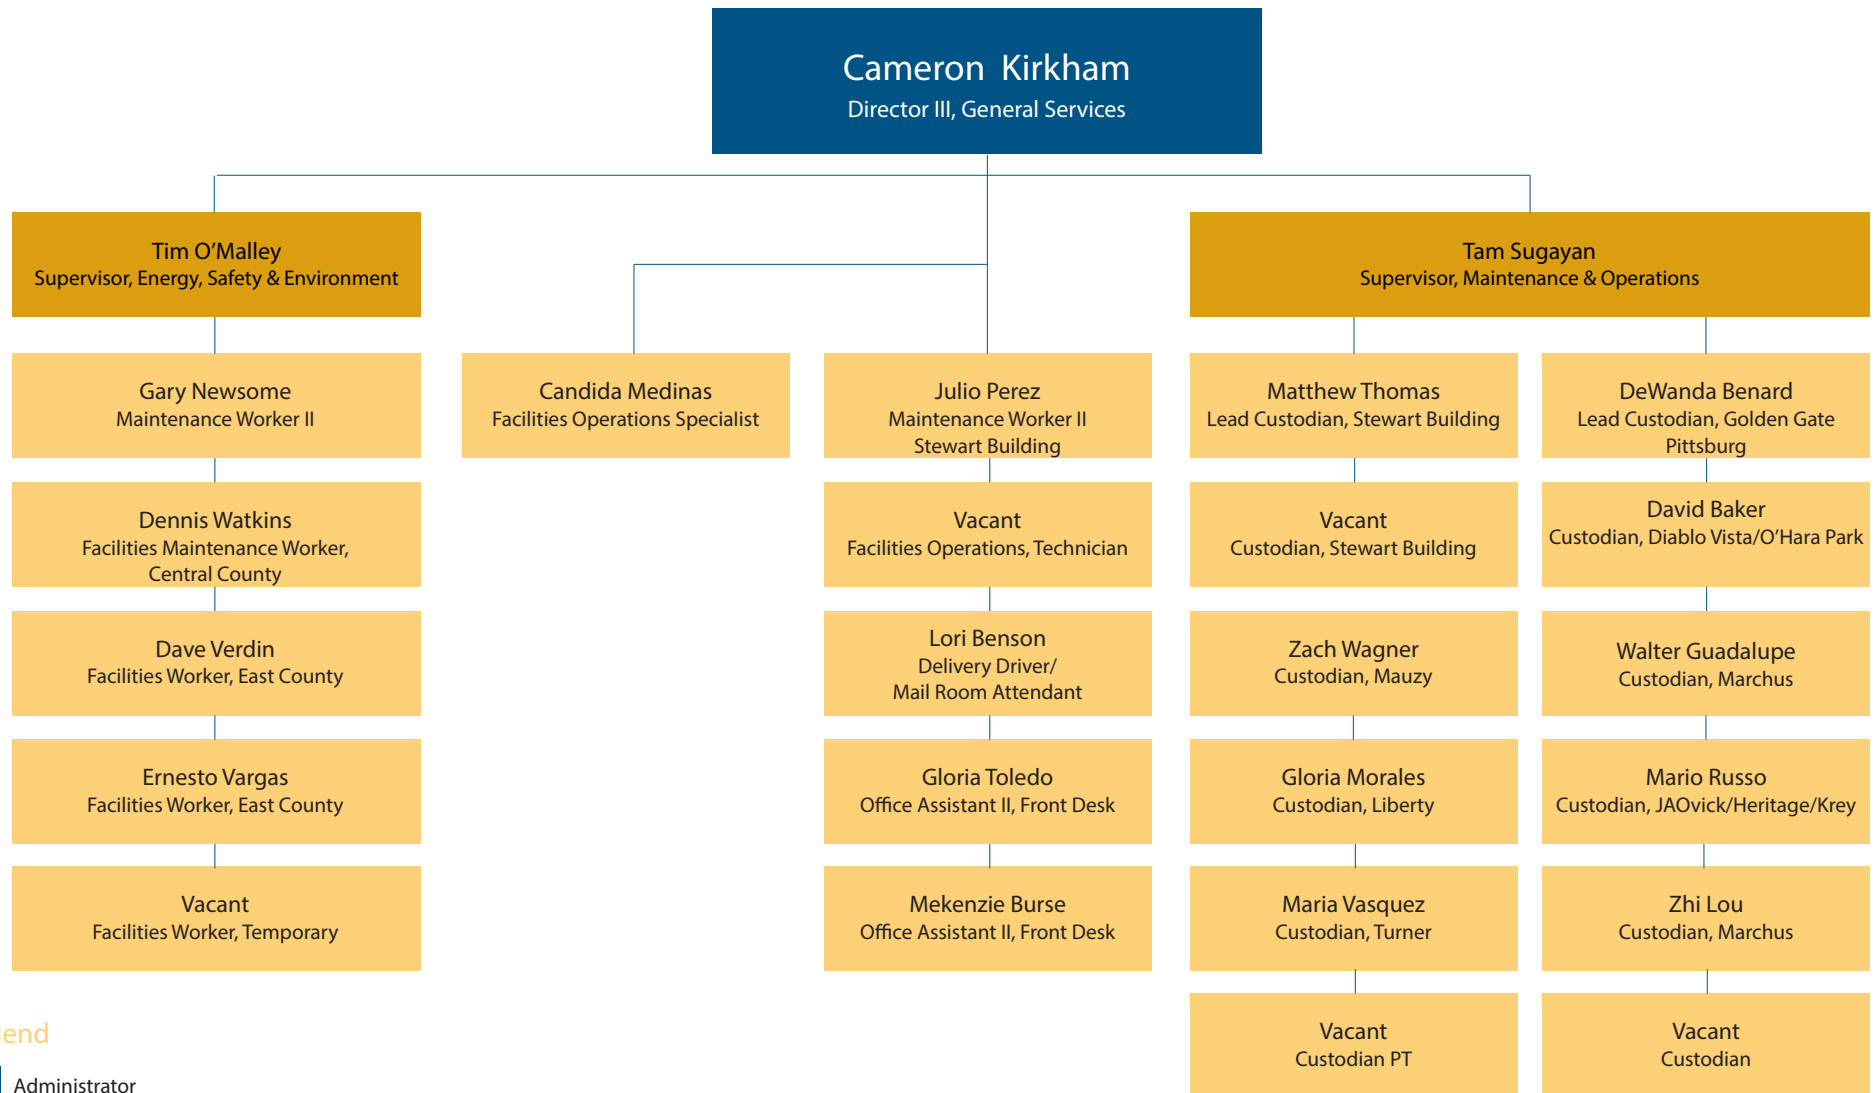 Cameron Kirkham
Director III, General Services
Tim O'Malley
Supervisor, Energy, Safety & Environment
Tam Sugayan
Supervisor, Maintenance & Operations
Gary Newsome
Maintenance Worker II
Candida Medinas
Facilities Operations Specialist
Julio Perez
Maintenance Worker II
Stewart Building
Matthew Thomas
Lead Custodian, Stewart Building
DeWanda Benard
Lead Custodian, Golden Gate
Pittsburg
Dennis Watkins
Facilities Maintenance Worker,
Central County
Vacant
Facilities Operations, Technician
Vacant
Custodian, Stewart Building
David Baker
Custodian, Diablo Vista/O'Hara Park
Dave Verdin
Facilities Worker, East County
Lori Benson
Delivery Driver/
Mail Room Attendant
Zach Wagner
Custodian, Mauzy
Walter Guadalupe
Custodian, Marchus
Ernesto Vargas
Facilities Worker, East County
Gloria Toledo
Office Assistant II, Front Desk
Gloria Morales
Custodian, Liberty
Mario Russo
Custodian, JAOvick/Heritage/Krey
Vacant
Facilities Worker, Temporary
Mekenzie Burse
Office Assistant II, Front Desk
Maria Vasquez
Custodian, Turner
Zhi Lou
Custodian, Marchus
Vacant
Custodian PT
Vacant
Custodian
end
Administrator